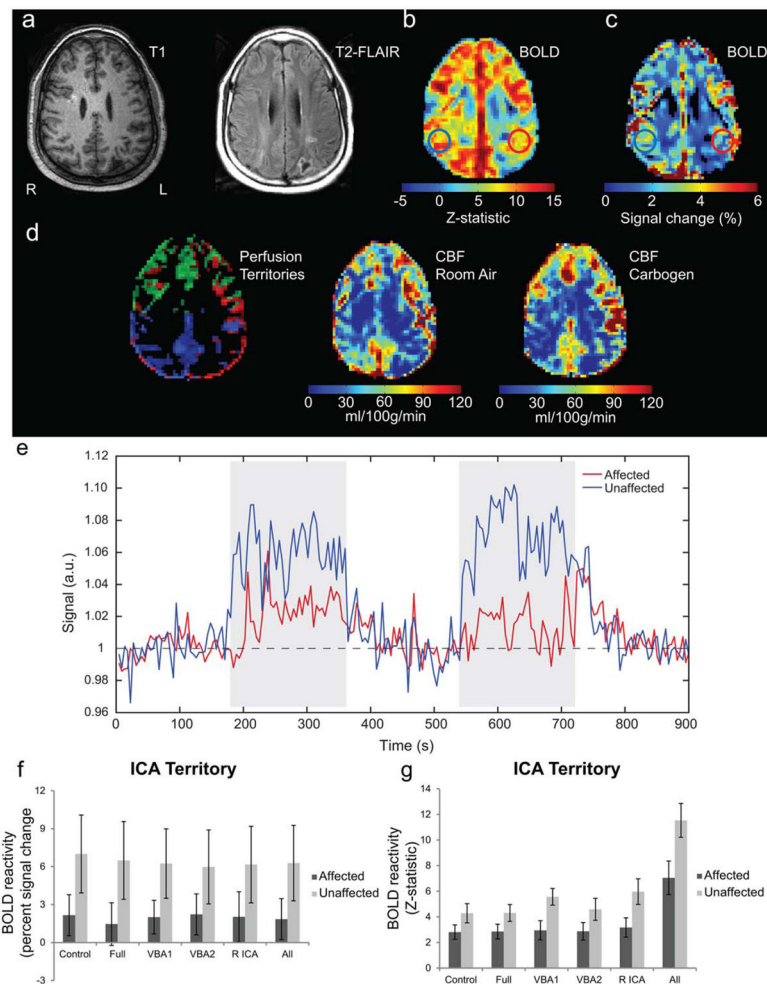 a
T1
T2-FLAIR
R
L
b
BOLD
-5 0 5 10 15
Z-statistic
c
BOLD
0 2 4 6
Signal change (%)
d
Perfusion
Territories
CBF
Room Air
0 30 60 90 120
ml/100g/min
CBF
Carbogen
0 30 60 90 120
ml/100g/min
e
1.12
1.10
1.08
1.06
1.04
1.02
1
0.98
0.96
Signal (a.u.)
Affected
Unaffected
0 100 200 300 400 500 600 700 800 900
Time (s)
f
ICA Territory
BOLD reactivity
(percent signal change)
12
9
6
3
0
-3
Affected
Unaffected
Control Full VBA1 VBA2 R ICA All
g
ICA Territory
BOLD reactivity
(Z-statistic)
14
12
10
8
6
4
2
0
Affected
Unaffected
Control Full VBA1 VBA2 R ICA All